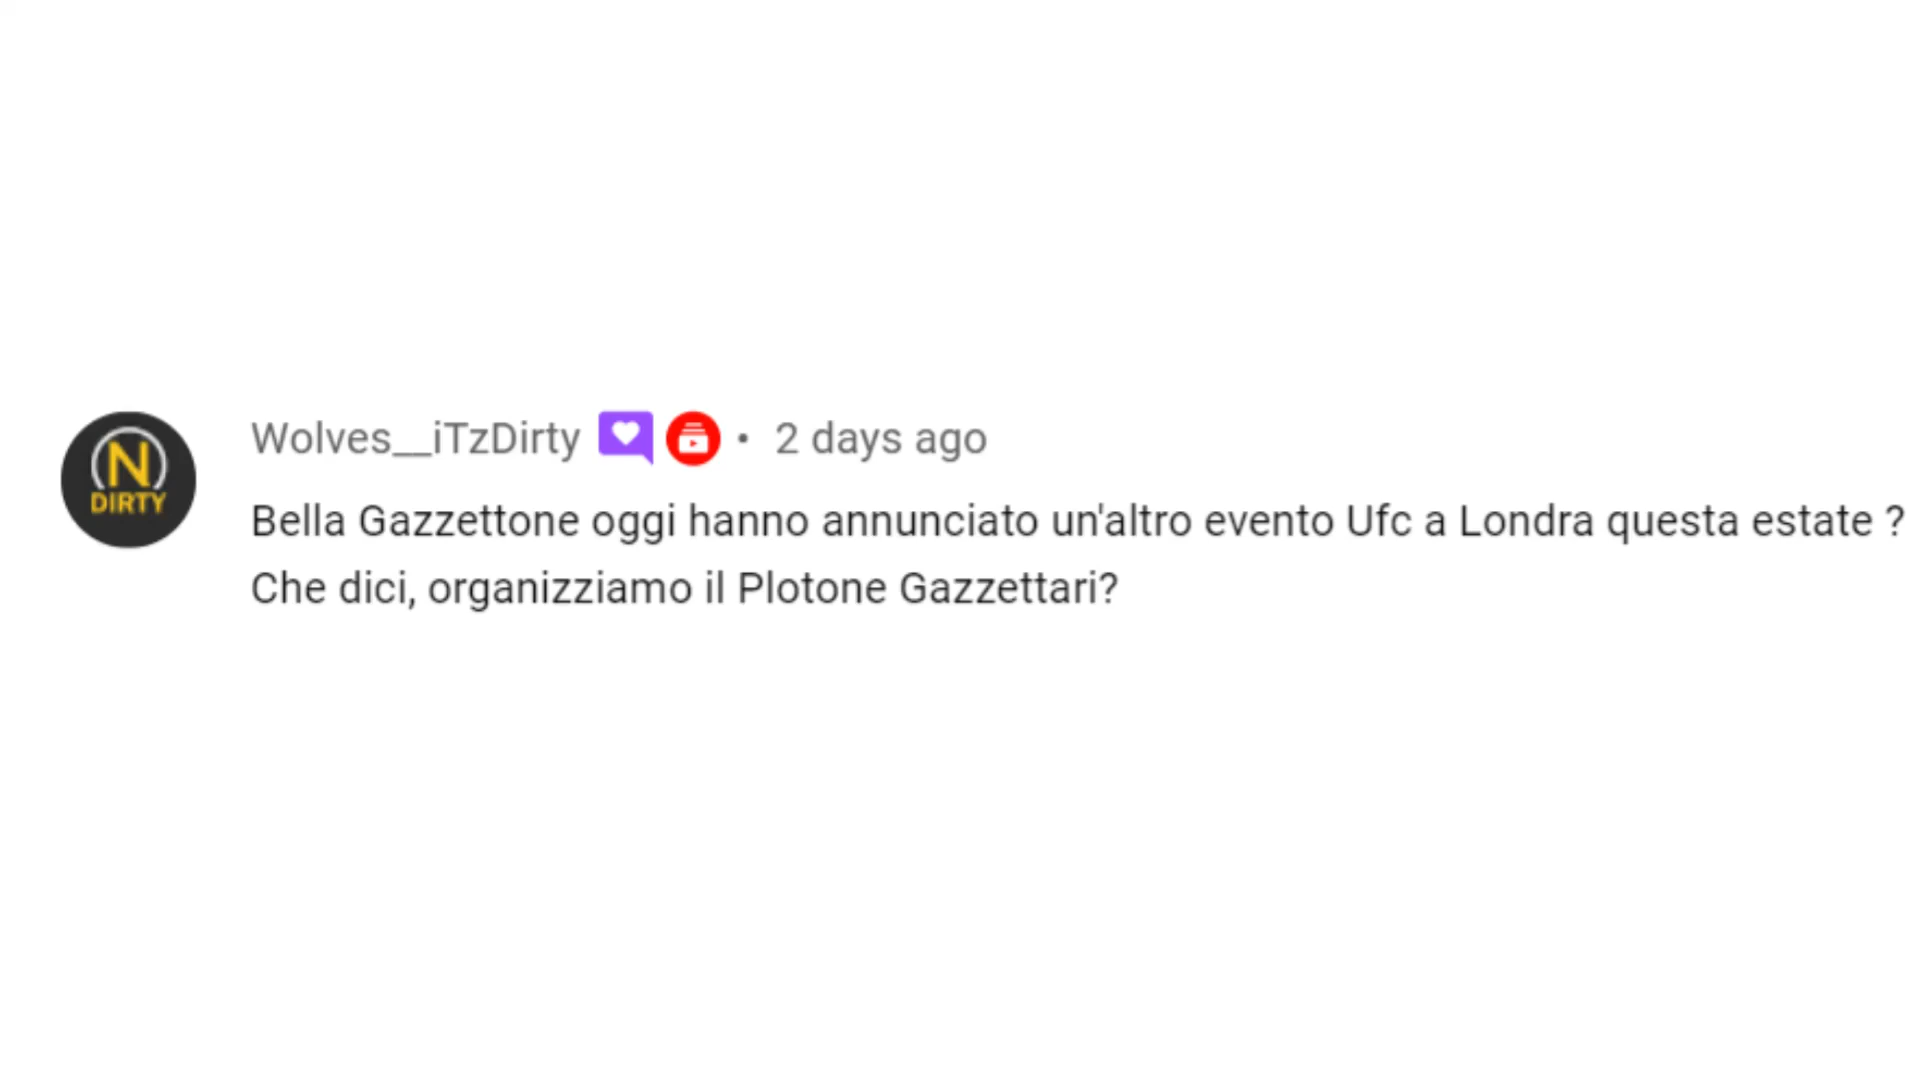 Wolves__iTzDirty • 2 days ago
N
DIRTY
Bella Gazzettone oggi hanno annunciato un'altro evento Ufc a Londra questa estate ?
Che dici, organizziamo il Plotone Gazzettari?